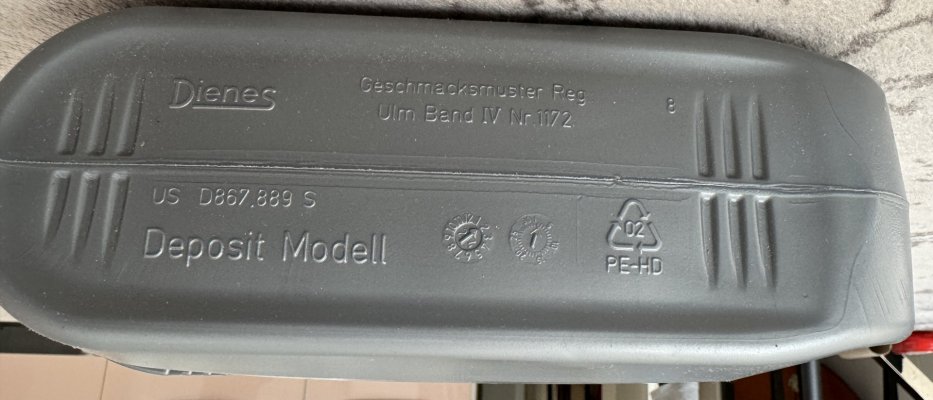 Dienes
Geschmacksmuster Reg
Ulm Band IV Nr.1172
8
US D867.889 S
Deposit Modell
02
PE-HD